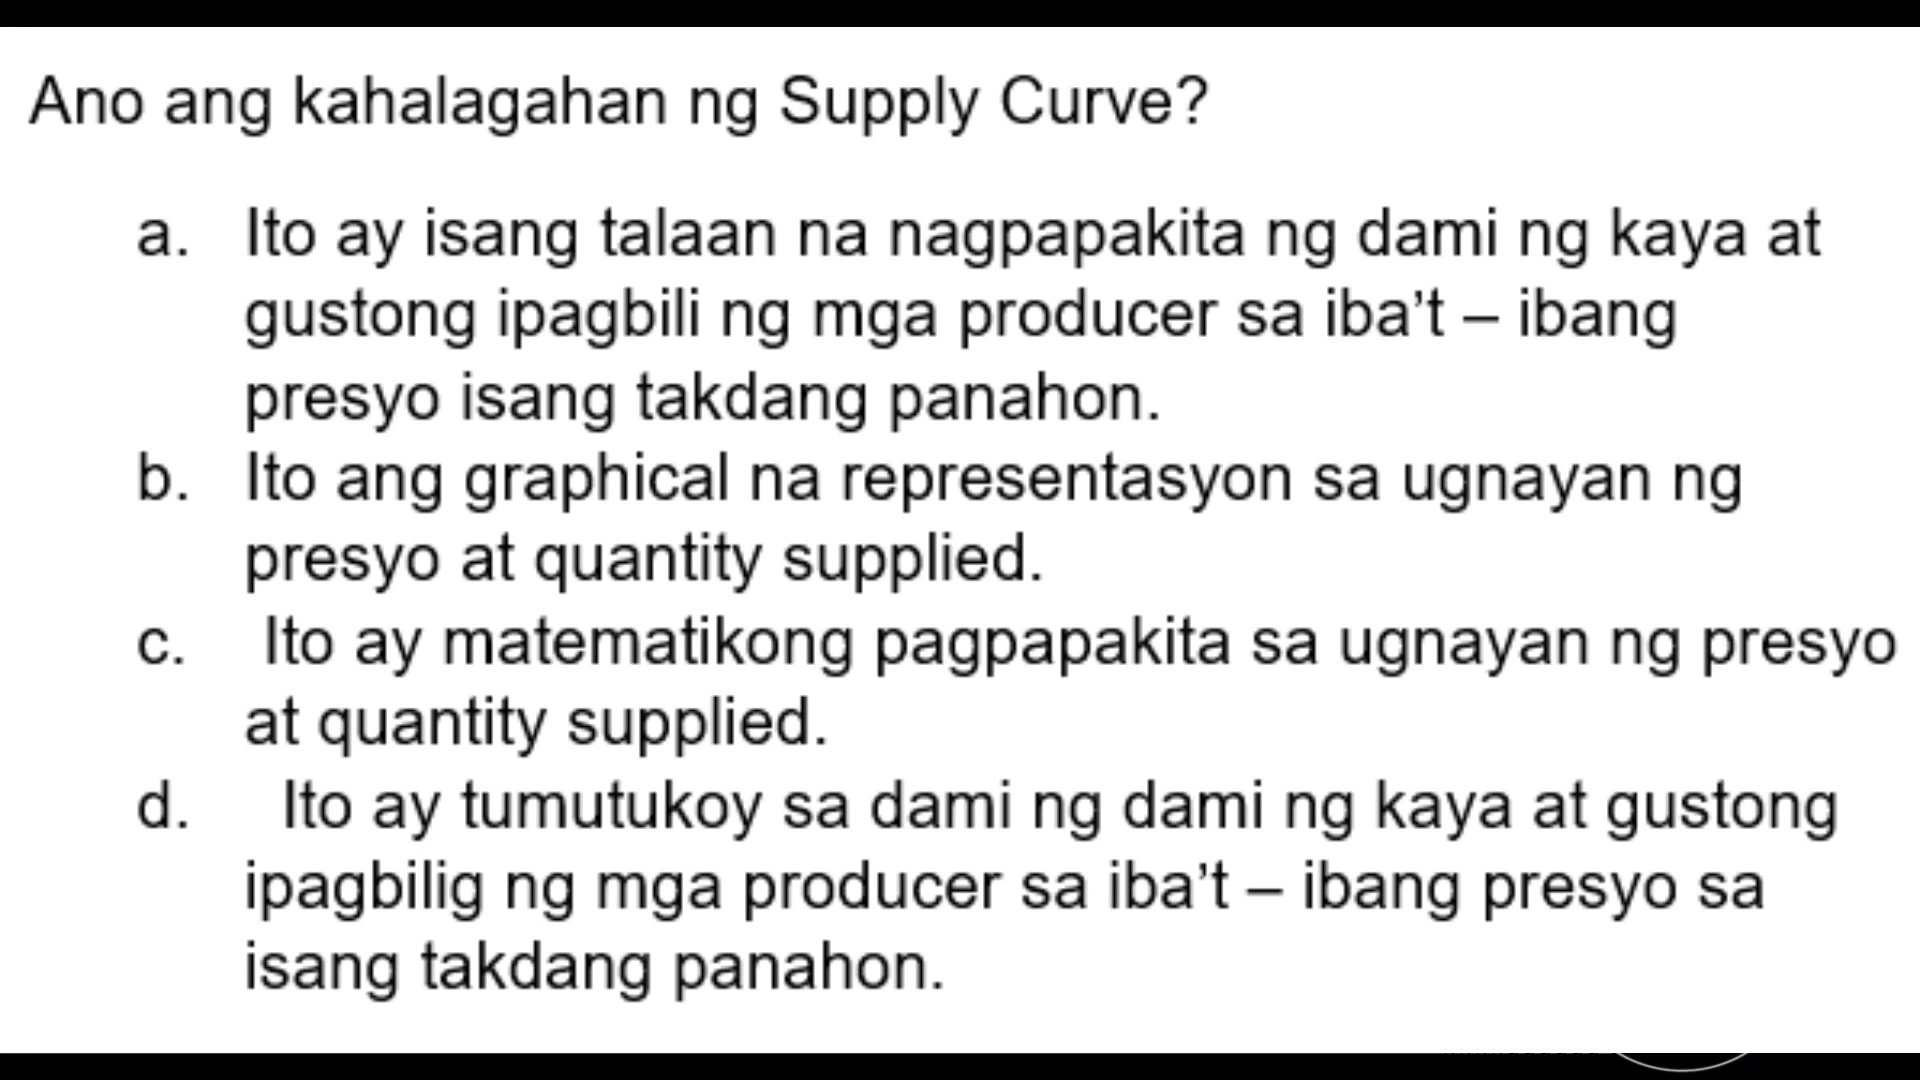 Ano ang kahalagahan ng Supply Curve?
a. Ito ay isang talaan na nagpapakita ng dami ng kaya at
gustong ipagbili ng mga producer sa iba’t – ibang
presyo isang takdang panahon.
b. Ito ang graphical na representasyon sa ugnayan ng
presyo at quantity supplied.
c. Ito ay matematikong pagpapakita sa ugnayan ng presyo
at quantity supplied.
d. Ito ay tumutukoy sa dami ng dami ng kaya at gustong
ipagbilig ng mga producer sa iba’t – ibang presyo sa
isang takdang panahon.